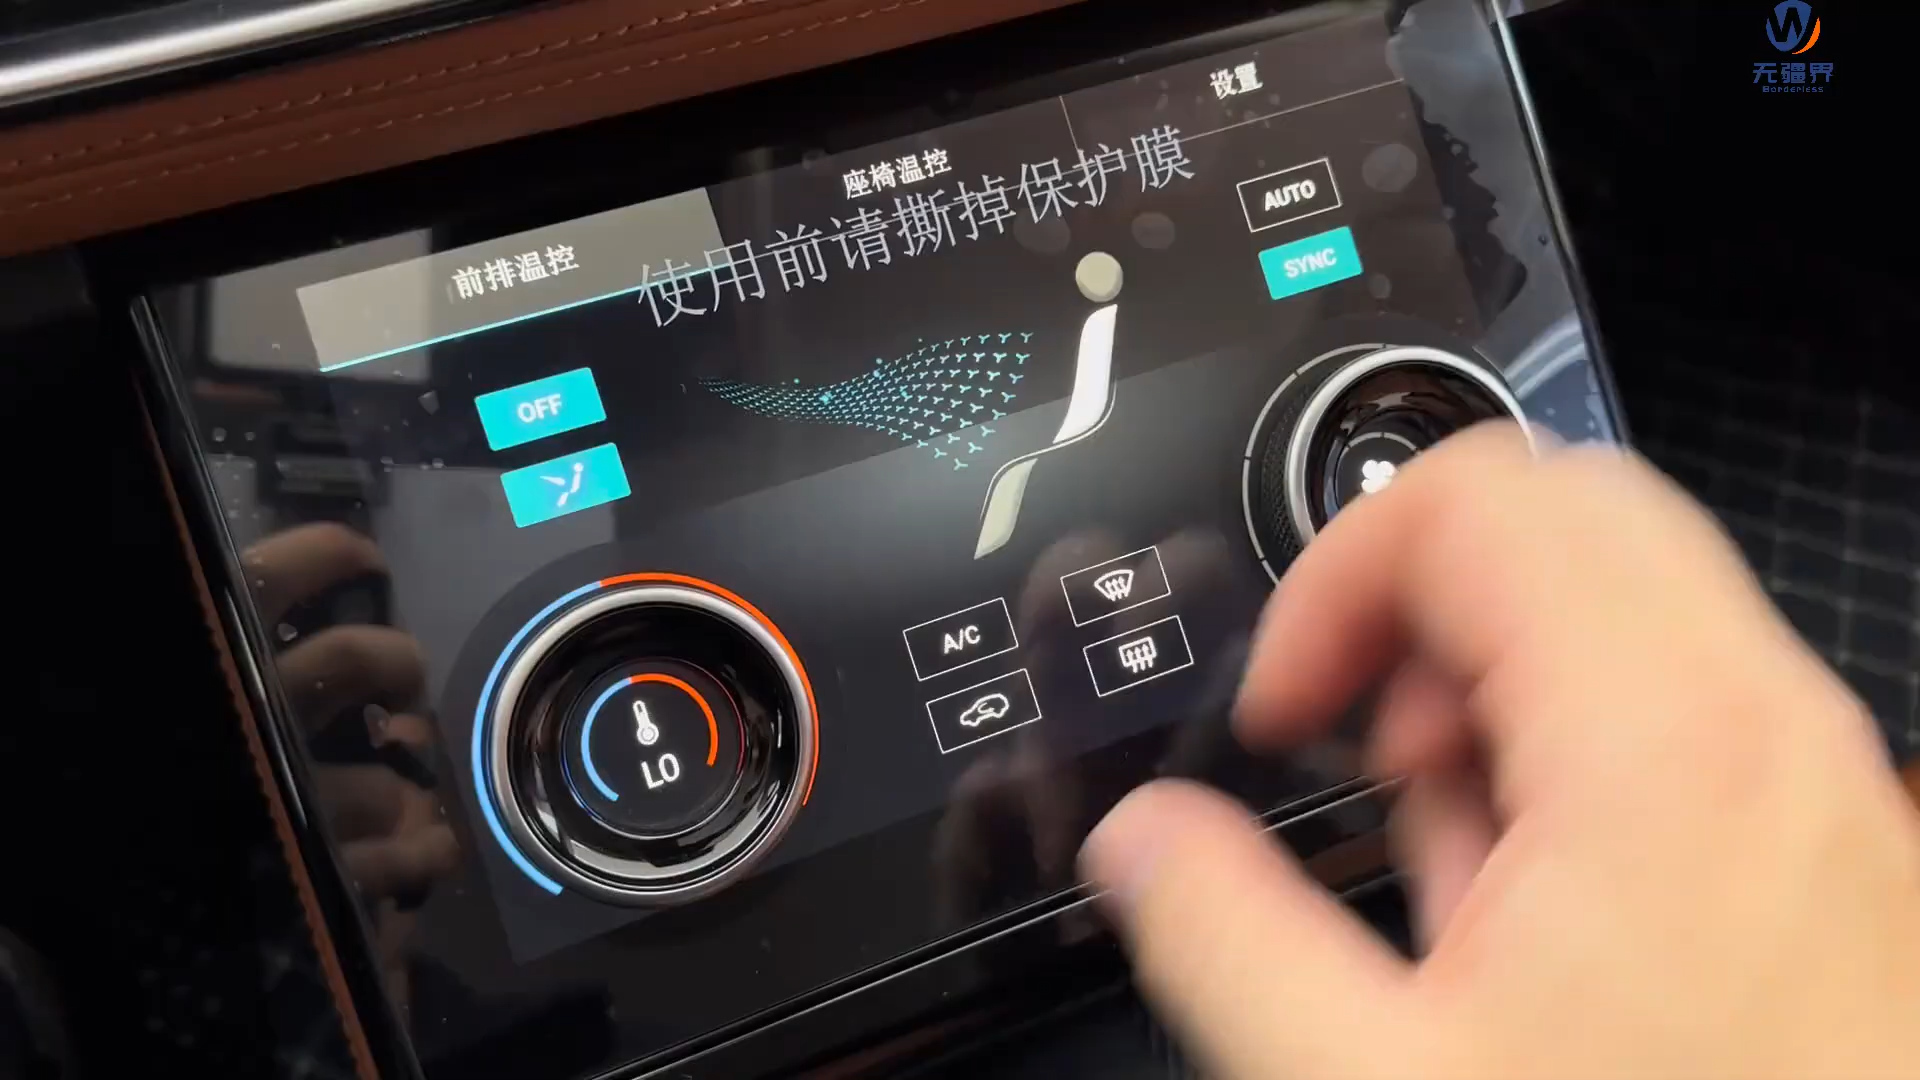 无疆界
Borderless
设置
座椅温控
前排温控
使用前请撕掉保护膜
AUTO
SYNC
OFF
A/C
LO